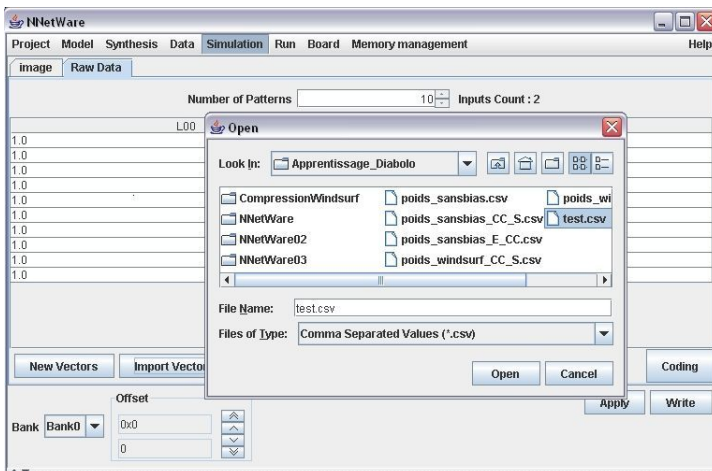 NNetWare
Project Model Synthesis Data Simulation Run Board Memory management Help
image Raw Data
Number of Patterns 10 Inputs Count : 2
L00
1.0
1.0
1.0
1.0
1.0
1.0
1.0
1.0
1.0
1.0
Open
Look In: Apprentissage_Diabolo
CompressionWindsurf poids_sansbias.csv poids_wi
NNetWare poids_sansbias_CC_S.csv test.csv
NNetWare02 poids_sansbias_E_CC.csv
NNetWare03 poids_windsurf_CC_S.csv
File Name: test.csv
Files of Type: Comma Separated Values (*.csv)
Open Cancel
New Vectors Import Vecto Coding
Offset
Apply Write
Bank Bank0 0x0
0